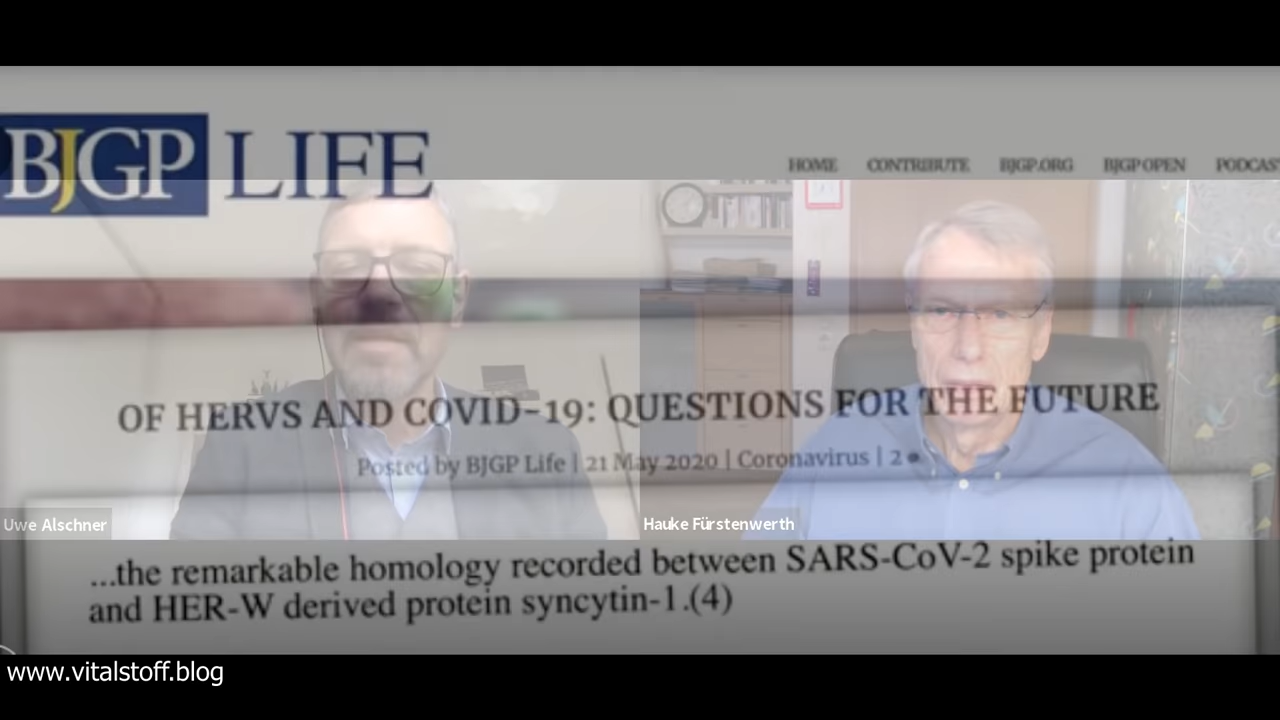 BJGP LIFE
HOME CONTRIBUTE BJGP.ORG BJGP OPEN
OF HERVS AND COVID-19: QUESTIONS FOR THE FUTURE
Posted by BJGP Life | 21 May 2020 | Coronavirus | 2
Uwe Alschner
Hauke Fürstenwerth
...the remarkable homology recorded between SARS-CoV-2 spike protein
and HER-W derived protein syncytin-1.(4)
www.vitalstoff.blog